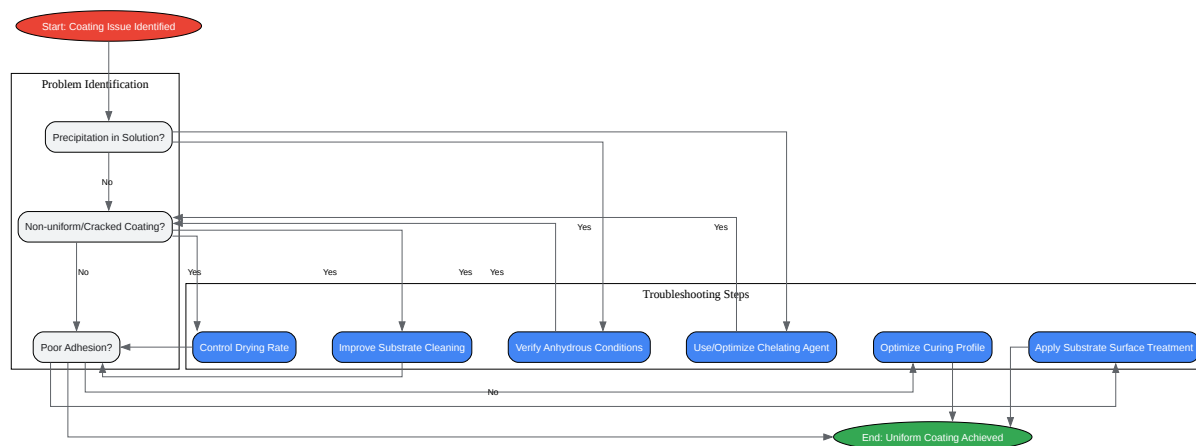 Start: Coating Issue Identified
Problem Identification
Precipitation in Solution?
No
Non-uniform/Cracked Coating?
Yes
Yes
No
Yes
Yes
Yes
Yes
Troubleshooting Steps
Poor Adhesion?
Control Drying Rate
Improve Substrate Cleaning
Verify Anhydrous Conditions
Use/Optimize Chelating Agent
Optimize Curing Profile
Apply Substrate Surface Treatment
No
End: Uniform Coating Achieved